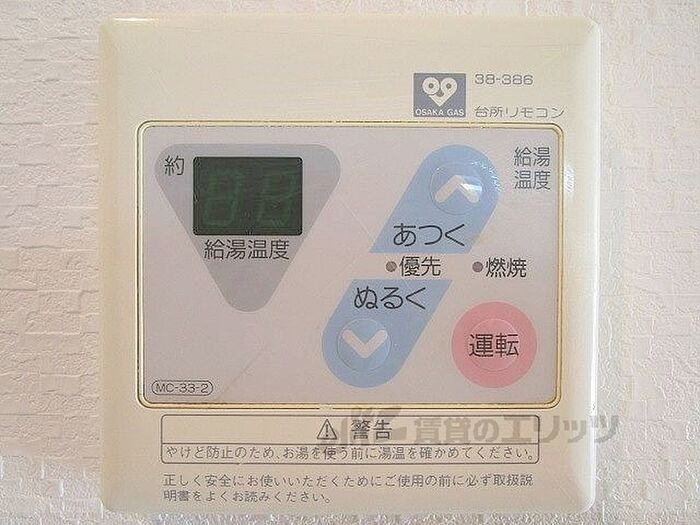 38-386
OSAKA GAS
台所リモコン
約
給湯温度
給湯
温度
あつく
優先
燃焼
ぬるく
運転
MC-33-2
警告
やけど防止のため、お湯を使う前に湯温を確かめてください。
正しく安全にお使いいただくためにご使用の前に必ず取扱説
明書をよくお読みください。
賃貸のエリッツ